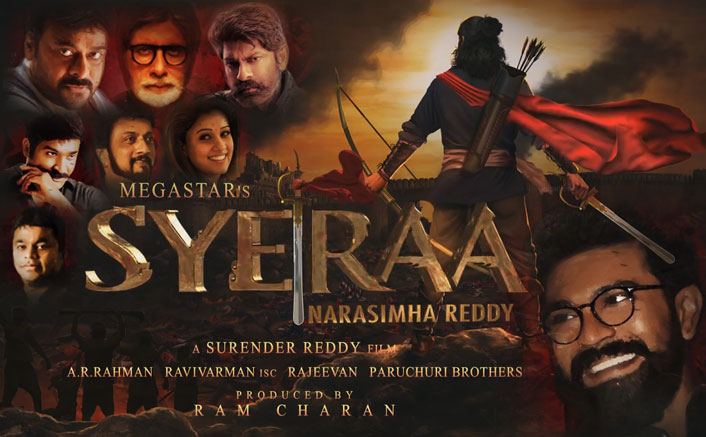 MEGASTAR's
SYERAA
NARASIMHA REDDY
A SURENDER REDDY FILM
A.R.RAHMAN RAVIVARMAN ISC RAJEEVAN PARUCHURI BROTHERS
PRODUCED BY
RAM CHARAN